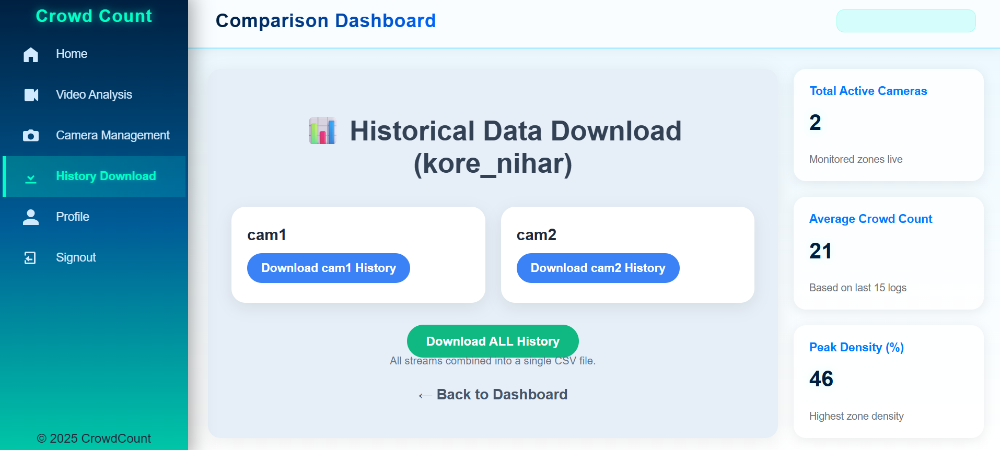 Crowd Count
Home
Video Analysis
Camera Management
History Download
Profile
Signout
© 2025 CrowdCount
Comparison Dashboard
Historical Data Download
(kore_nihar)
cam1
Download cam1 History
cam2
Download cam2 History
Download ALL History
All streams combined into a single CSV file.
← Back to Dashboard
Total Active Cameras
2
Monitored zones live
Average Crowd Count
21
Based on last 15 logs
Peak Density (%)
46
Highest zone density